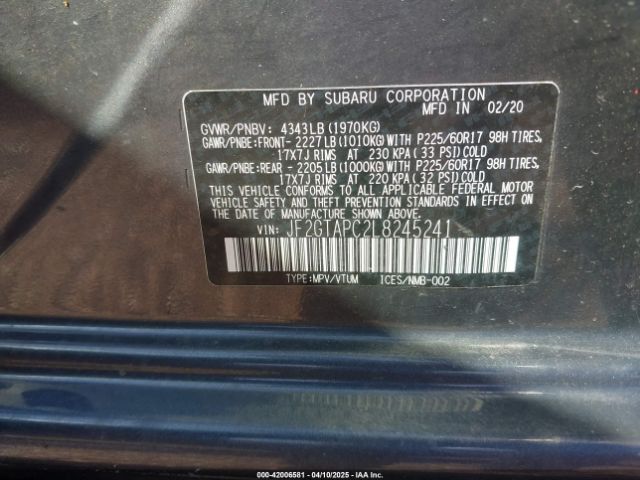 MFD BY SUBARU CORPORATION
MFD IN 02/20
GVWR/PNBV: 4343LB (1970KG)
GAWR/PNBE:FRONT- 2227LB(1010KG)WITH P225/60R17 98H TIRES,
17X7J RIMS AT 230 KPA (33 PSI)COLD
GAWR/PNBE:REAR - 2205LB(1000KG)WITH P225/60R17 98H TIRES,
17X7J RIMS AT 220 KPA (32 PSI)COLD
THIS VEHICLE CONFORMS TO ALL APPLICABLE FEDERAL MOTOR
VEHICLE SAFETY AND THEFT PREVENTION STANDARDS IN EFFECT ON
THE DATE OF MANUFACTURE SHOWN ABOVE.
VIN: JF2GTAPC2L8245241
TYPE:MPV/VTUM ICES/NMB-002
000-42006581 - 04/10/2025 - IAAI, INC.